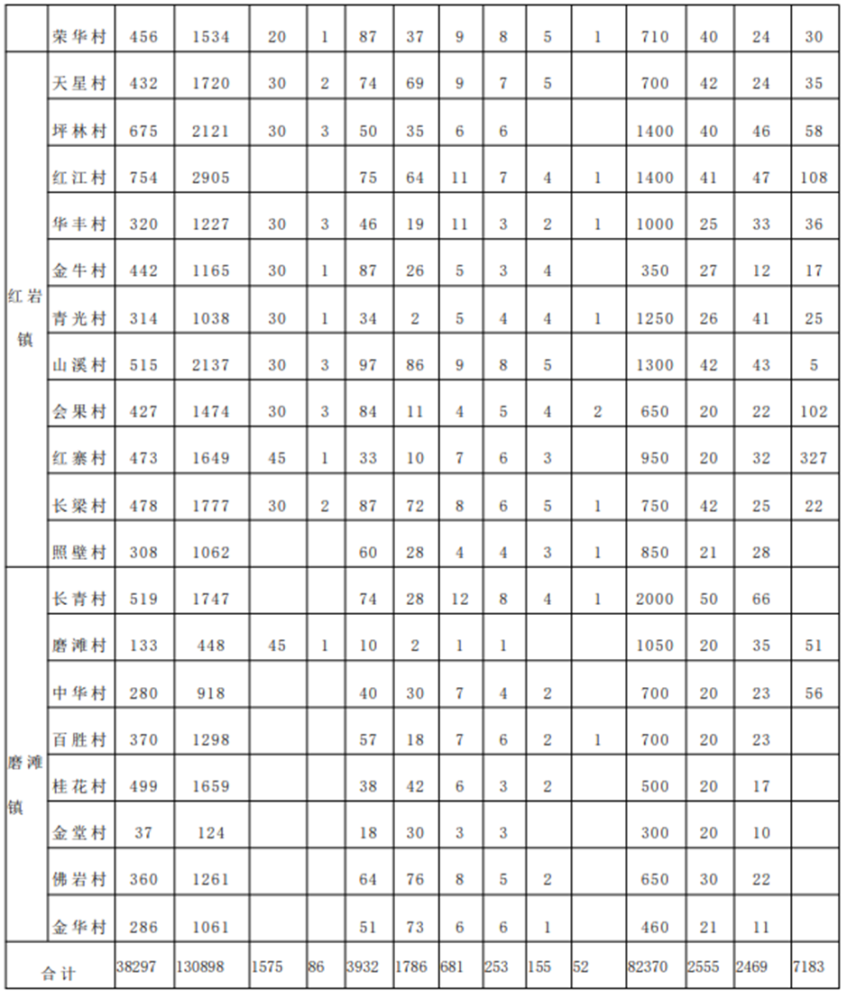 荣华村 456 1534 20 1 87 37 9 8 5 1 710 40 24 30
天星村 432 1720 30 2 74 69 9 7 5 700 42 24 35
坪林村 675 2121 30 3 50 35 6 6 1400 40 46 58
红江村 754 2905 75 64 11 7 4 1 1400 41 47 108
华丰村 320 1227 30 3 46 19 11 3 2 1 1000 25 33 36
金牛村 442 1165 30 1 87 26 5 3 4 350 27 12 17
红岩
青光村 314 1038 30 1 34 2 5 4 4 1 1250 26 41 25
镇
山溪村 515 2137 30 3 97 86 9 8 5 1300 42 43 5
会果村 427 1474 30 3 84 11 4 5 4 2 650 20 22 102
红寨村 473 1649 45 1 33 10 7 6 3 950 20 32 327
长梁村 478 1777 30 2 87 72 8 6 5 1 750 42 25 22
照壁村 308 1062 60 28 4 4 3 1 850 21 28
长青村 519 1747 74 28 12 8 4 1 2000 50 66
磨滩村 133 448 45 1 10 2 1 1 1050 20 35 51
中华村 280 918 40 30 7 4 2 700 20 23 56
百胜村 370 1298 57 18 7 6 2 1 700 20 23
磨滩
桂花村 499 1659 38 42 6 3 2 500 20 17
镇
金堂村 37 124 18 30 3 3 300 20 10
佛岩村 360 1261 64 76 8 5 2 650 30 22
金华村 286 1061 51 73 6 6 1 460 21 11
合计 38297 130898 1575 86 3932 1786 681 253 155 52 82370 2555 2469 7183